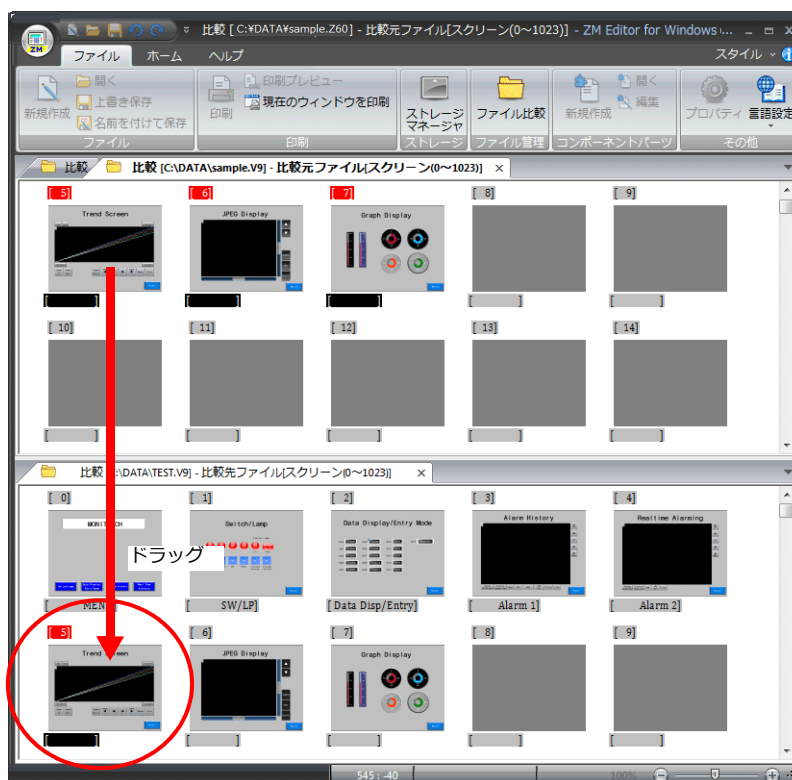 比較 [ C:¥DATA¥sample.Z60] - 比較元ファイル[スクリーン(0～1023)] - ZM Editor for Windows
ZM
ファイル ホーム ヘルプ スタイル
新規作成 開く 上書き保存 名前を付けて保存
印刷 印刷プレビュー 現在のウィンドウを印刷
ストレージマネージャ ファイル比較
新規作成 開く 編集
プロパティ 言語設定
ファイル 印刷 ストレージ ファイル管理 コンポーネントパーツ その他
比較 比較 [C:\DATA\sample.V9] - 比較元ファイル[スクリーン(0～1023)] ×
[ 5] [ 6] [ 7] [ 8] [ 9]
Trend Screen JPEG Display Graph Display
[ ] [ ] [ ] [ ] [ ]
[ 10] [ 11] [ 12] [ 13] [ 14]
[ ] [ ] [ ] [ ] [ ]
比較 :\DATA\TEST.V9] - 比較先ファイル[スクリーン(0～1023)] ×
[ 0] [ 1] [ 2] [ 3] [ 4]
Switch/Lamp Data Display/Entry Mode Alarm History Realtime Alarming
ドラッグ
[ MEN [ SW/LP] [ Data Disp/Entry] [ Alarm 1] [ Alarm 2]
[ 5] [ 6] [ 7] [ 8] [ 9]
Trend Screen JPEG Display Graph Display
[ ] [ ] [ ] [ ] [ ]
545 : -40 100%